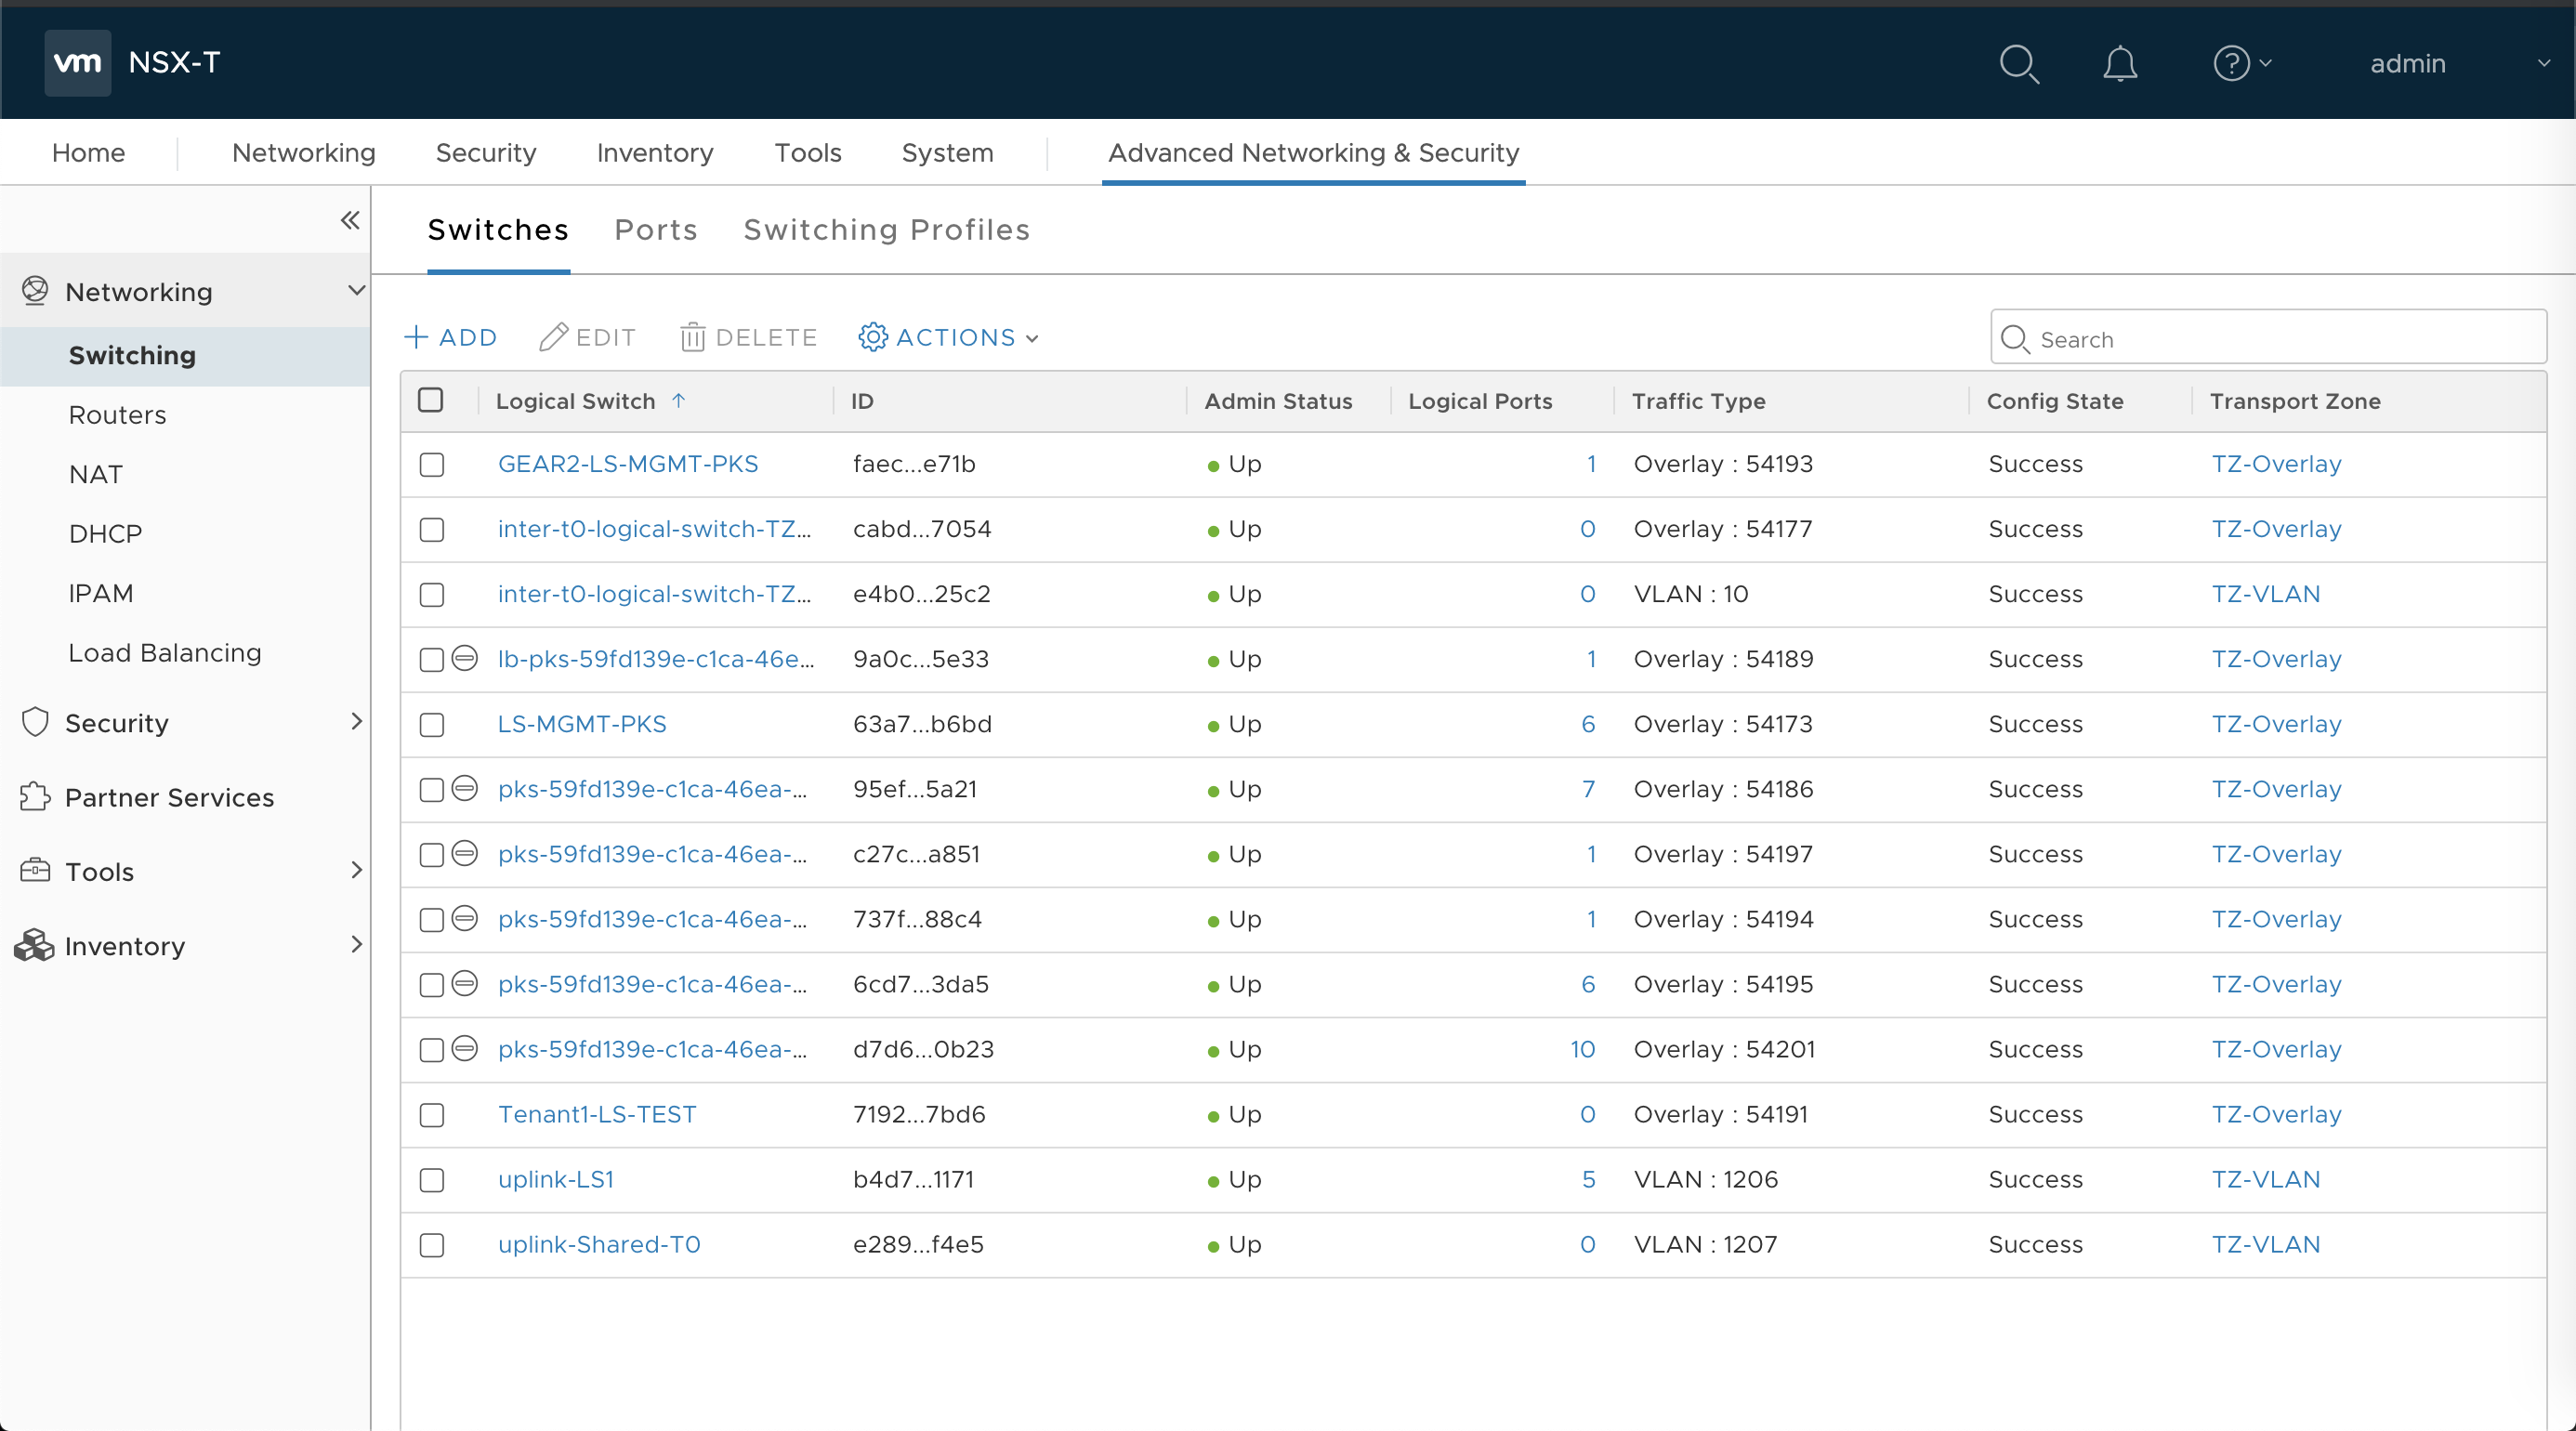 vm NSX-T admin
Home Networking Security Inventory Tools System Advanced Networking & Security
Networking
Switching
Routers
NAT
DHCP
IPAM
Load Balancing
Security
Partner Services
Tools
Inventory
Switches Ports Switching Profiles
ADD EDIT DELETE ACTIONS Search
Logical Switch ID Admin Status Logical Ports Traffic Type Config State Transport Zone
GEAR2-LS-MGMT-PKS faec...e71b Up 1 Overlay : 54193 Success TZ-Overlay
inter-t0-logical-switch-TZ... cabd...7054 Up 0 Overlay : 54177 Success TZ-Overlay
inter-t0-logical-switch-TZ... e4b0...25c2 Up 0 VLAN : 10 Success TZ-VLAN
lb-pks-59fd139e-c1ca-46e... 9a0c...5e33 Up 1 Overlay : 54189 Success TZ-Overlay
LS-MGMT-PKS 63a7...b6bd Up 6 Overlay : 54173 Success TZ-Overlay
pks-59fd139e-c1ca-46ea-... 95ef...5a21 Up 7 Overlay : 54186 Success TZ-Overlay
pks-59fd139e-c1ca-46ea-... c27c...a851 Up 1 Overlay : 54197 Success TZ-Overlay
pks-59fd139e-c1ca-46ea-... 737f...88c4 Up 1 Overlay : 54194 Success TZ-Overlay
pks-59fd139e-c1ca-46ea-... 6cd7...3da5 Up 6 Overlay : 54195 Success TZ-Overlay
pks-59fd139e-c1ca-46ea-... d7d6...0b23 Up 10 Overlay : 54201 Success TZ-Overlay
Tenant1-LS-TEST 7192...7bd6 Up 0 Overlay : 54191 Success TZ-Overlay
uplink-LS1 b4d7...1171 Up 5 VLAN : 1206 Success TZ-VLAN
uplink-Shared-T0 e289...f4e5 Up 0 VLAN : 1207 Success TZ-VLAN